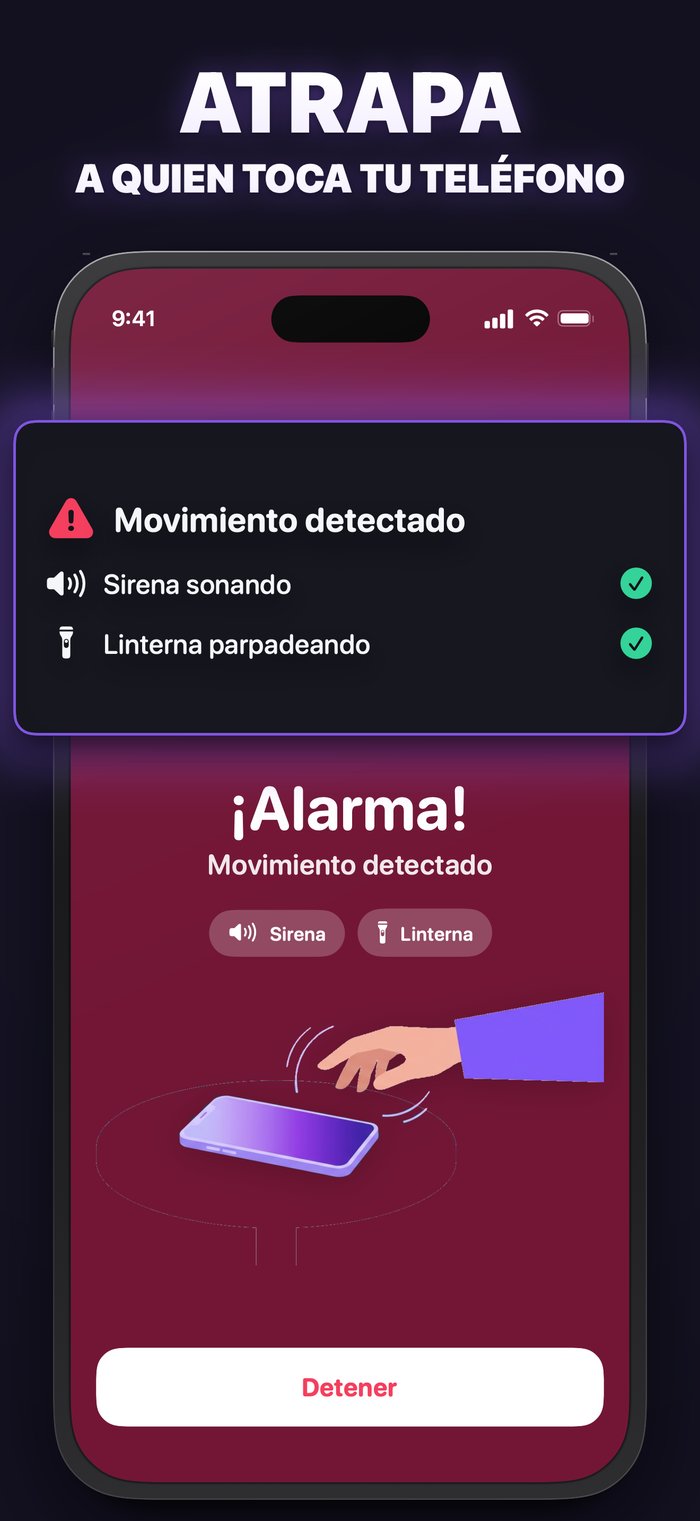 ATRAPA
A QUIEN TOCA TU TELÉFONO
9:41
Movimiento detectado
Sirena sonando
Linterna parpadeando
¡Alarma!
Movimiento detectado
Sirena Linterna
Detener